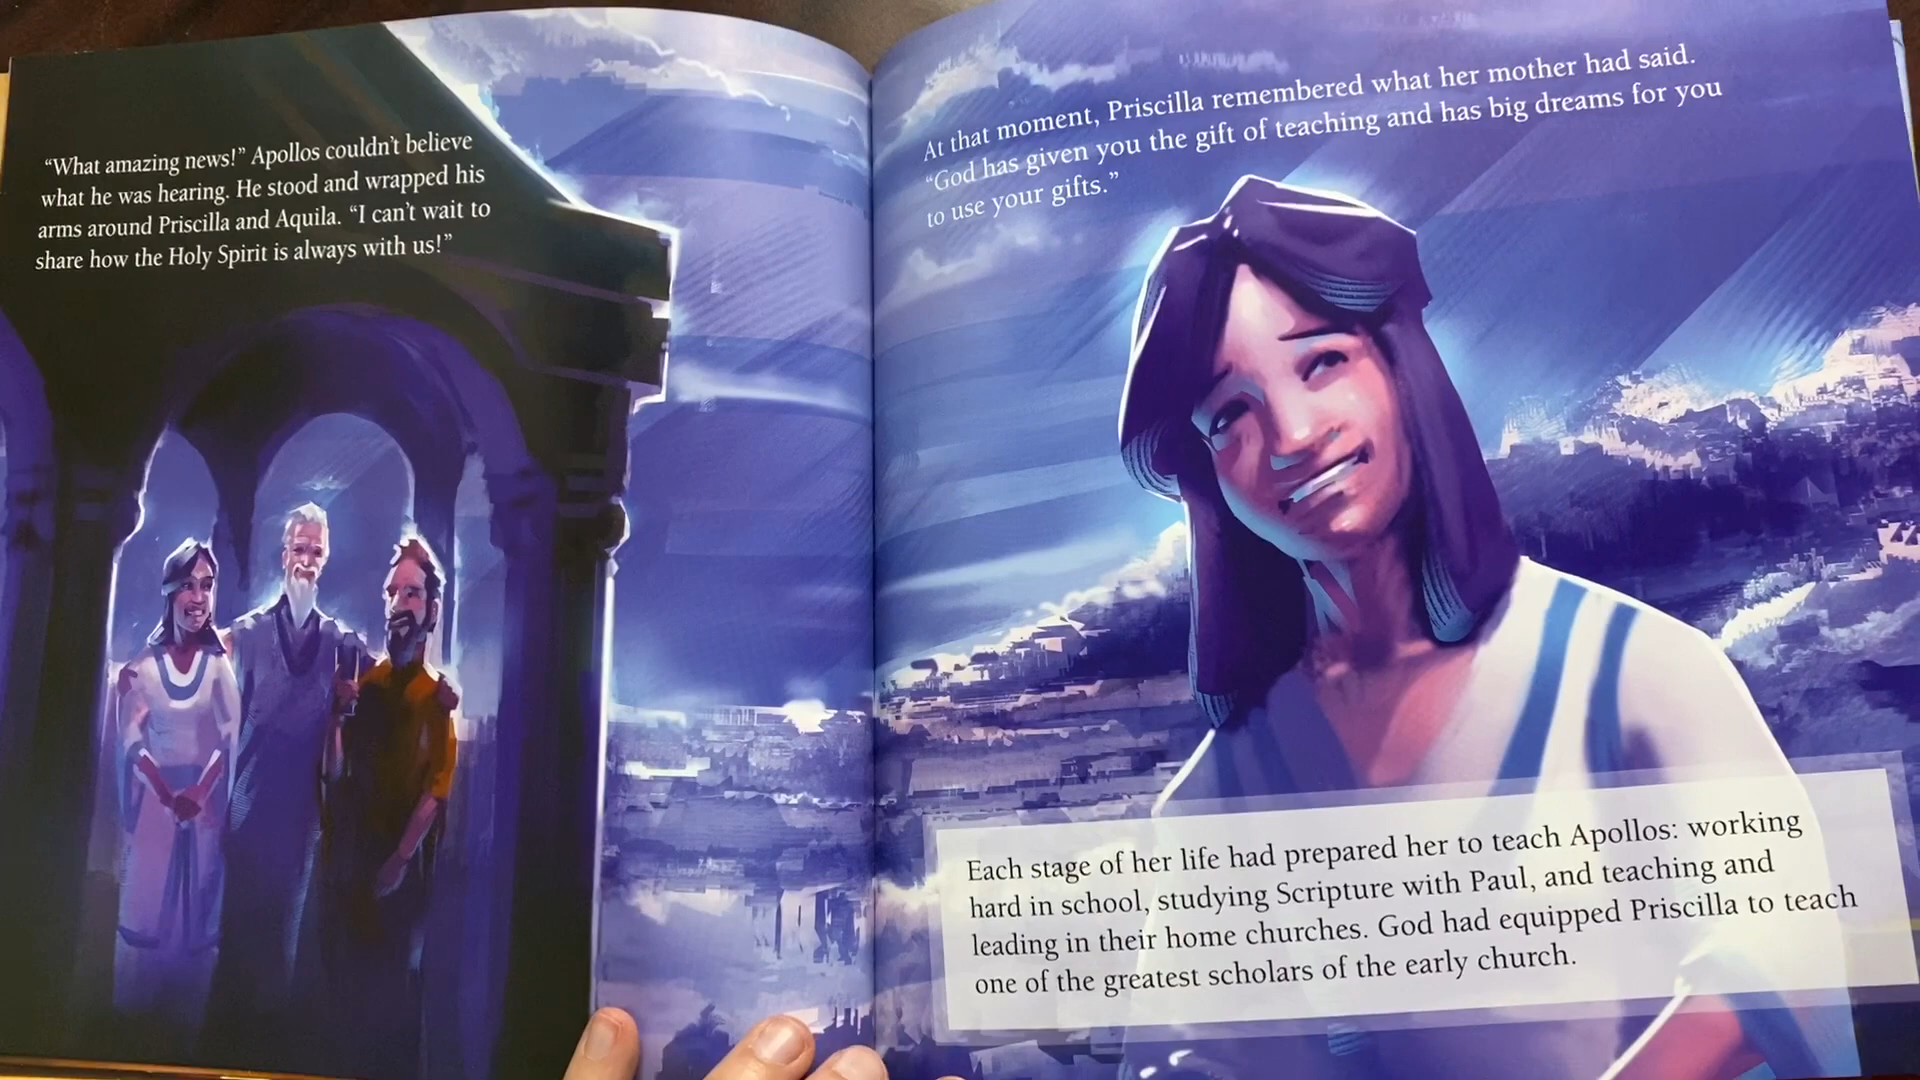 “What amazing news!” Apollos couldn’t believe
what he was hearing. He stood and wrapped his
arms around Priscilla and Aquila. “I can’t wait to
share how the Holy Spirit is always with us!”
At that moment, Priscilla remembered what her mother had said.
“God has given you the gift of teaching and has big dreams for you
to use your gifts.”
Each stage of her life had prepared her to teach Apollos: working
hard in school, studying Scripture with Paul, and teaching and
leading in their home churches. God had equipped Priscilla to teach
one of the greatest scholars of the early church.